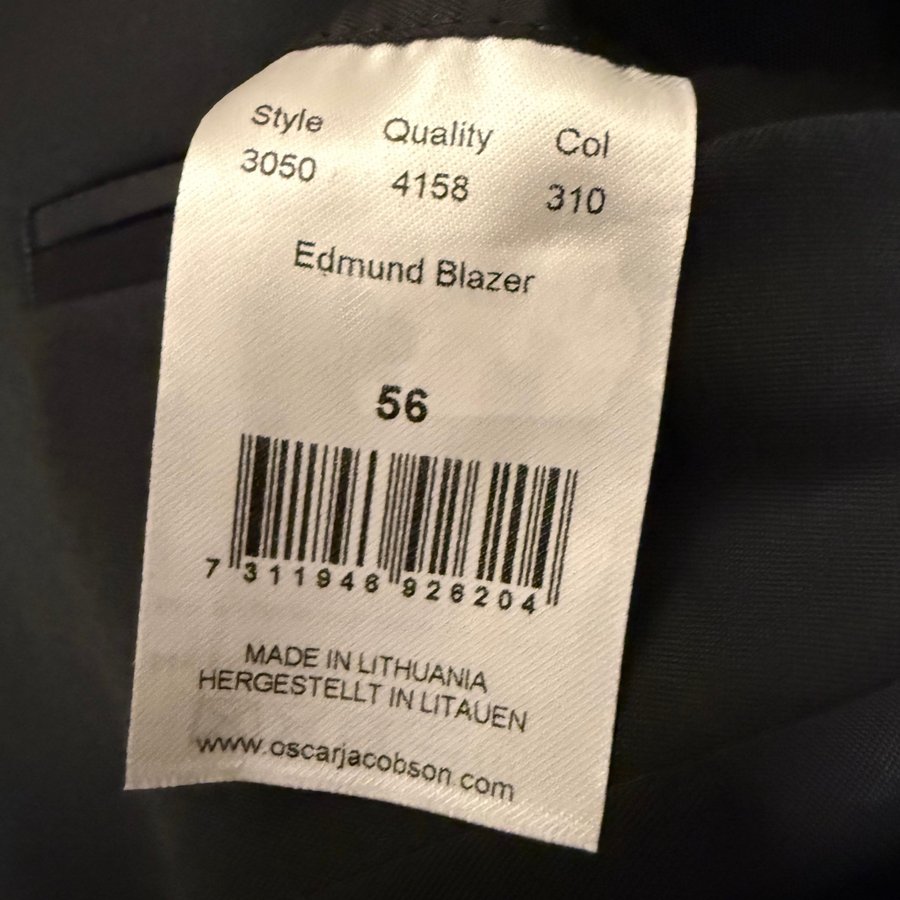 Style Quality Col
3050 4158 310
Edmund Blazer
56
7 311946 926204
MADE IN LITHUANIA
HERGESTELLT IN LITAUEN
www.oscarjacobson.com